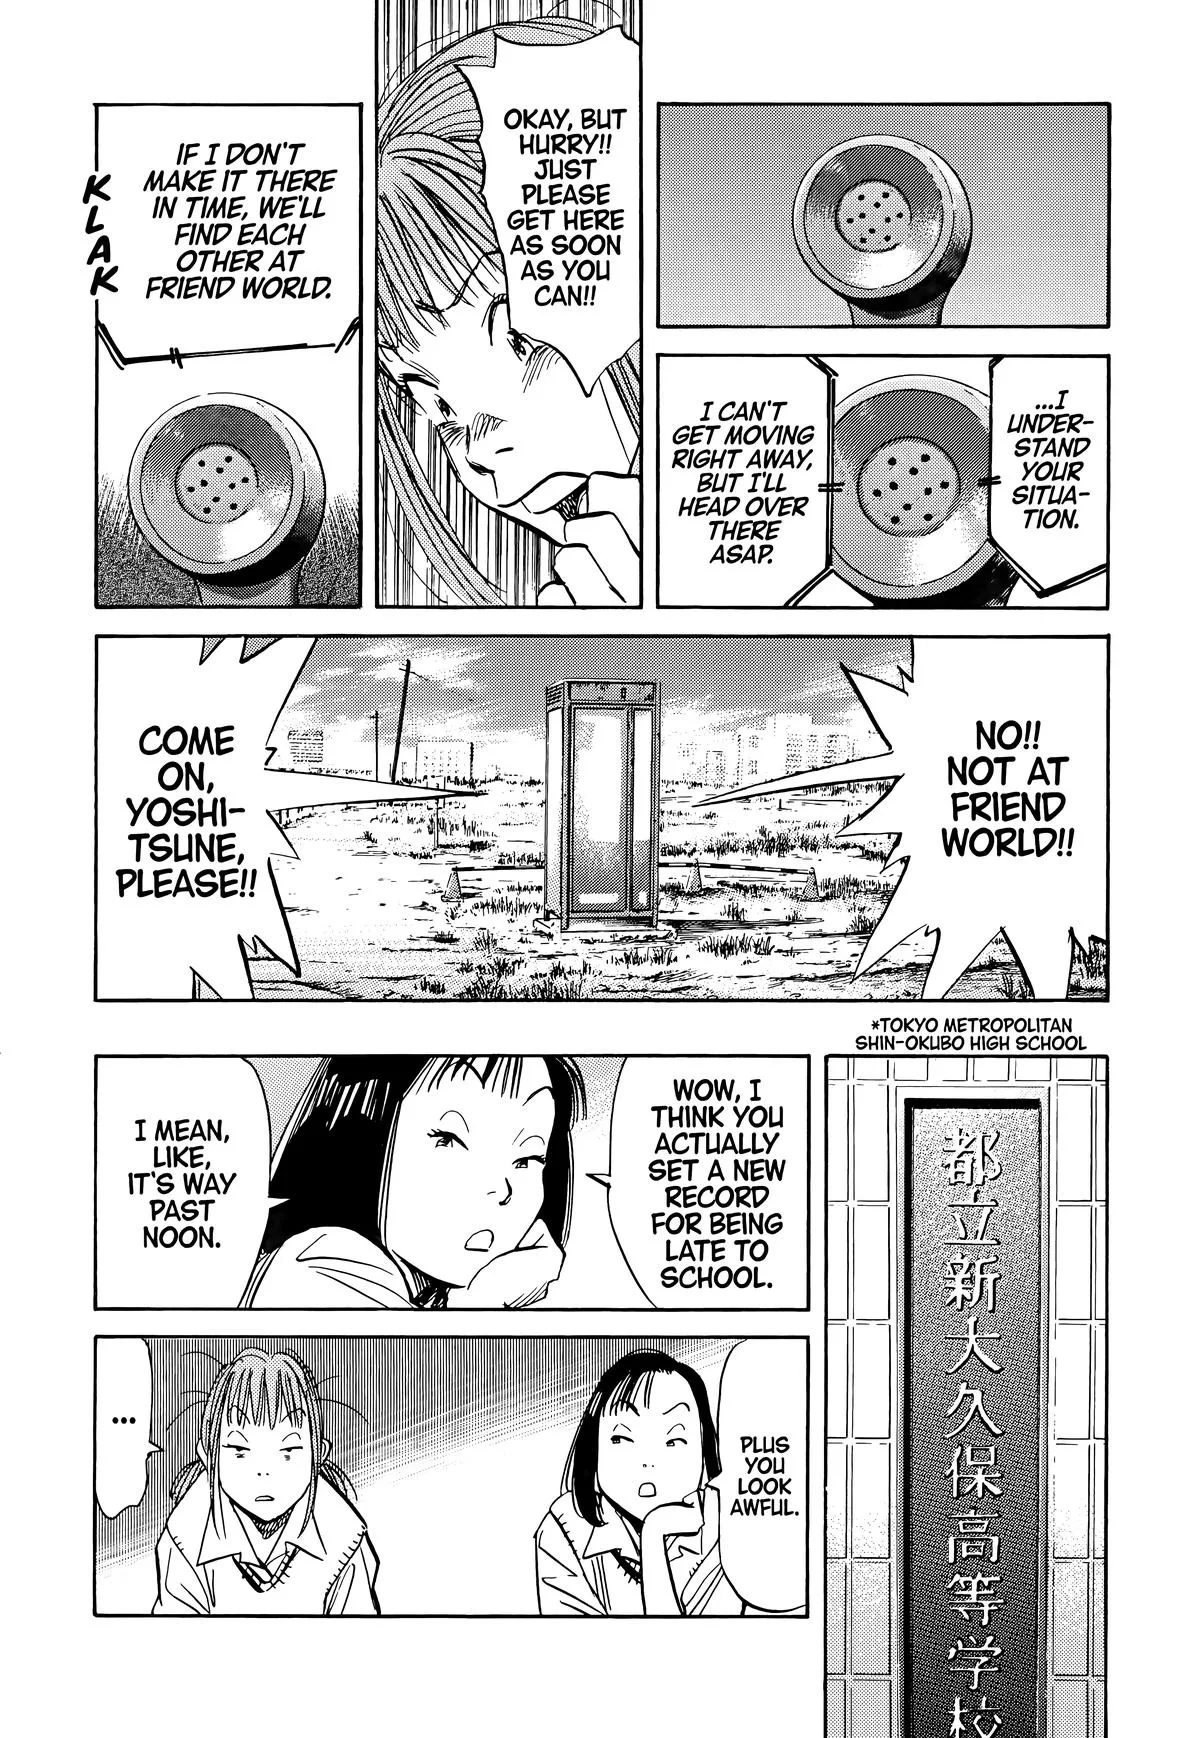 ...I
UNDER-
STAND
YOUR
SITUA-
TION.
I CAN'T
GET MOVING
RIGHT AWAY,
BUT I'LL
HEAD OVER
THERE
ASAP.
OKAY, BUT
HURRY!!
JUST
PLEASE
GET HERE
AS SOON
AS YOU
CAN!!
IF I DON'T
MAKE IT THERE
IN TIME, WE'LL
FIND EACH
OTHER AT
FRIEND WORLD.
KLAK
NO!!
NOT AT
FRIEND
WORLD!!
COME
ON,
YOSHI-
TSUNE,
PLEASE!!
*TOKYO METROPOLITAN
SHIN-OKUBO HIGH SCHOOL
都立新大久保高等学校
WOW, I
THINK YOU
ACTUALLY
SET A NEW
RECORD
FOR BEING
LATE TO
SCHOOL.
I MEAN,
LIKE,
IT'S WAY
PAST
NOON.
PLUS
YOU
LOOK
AWFUL.
...